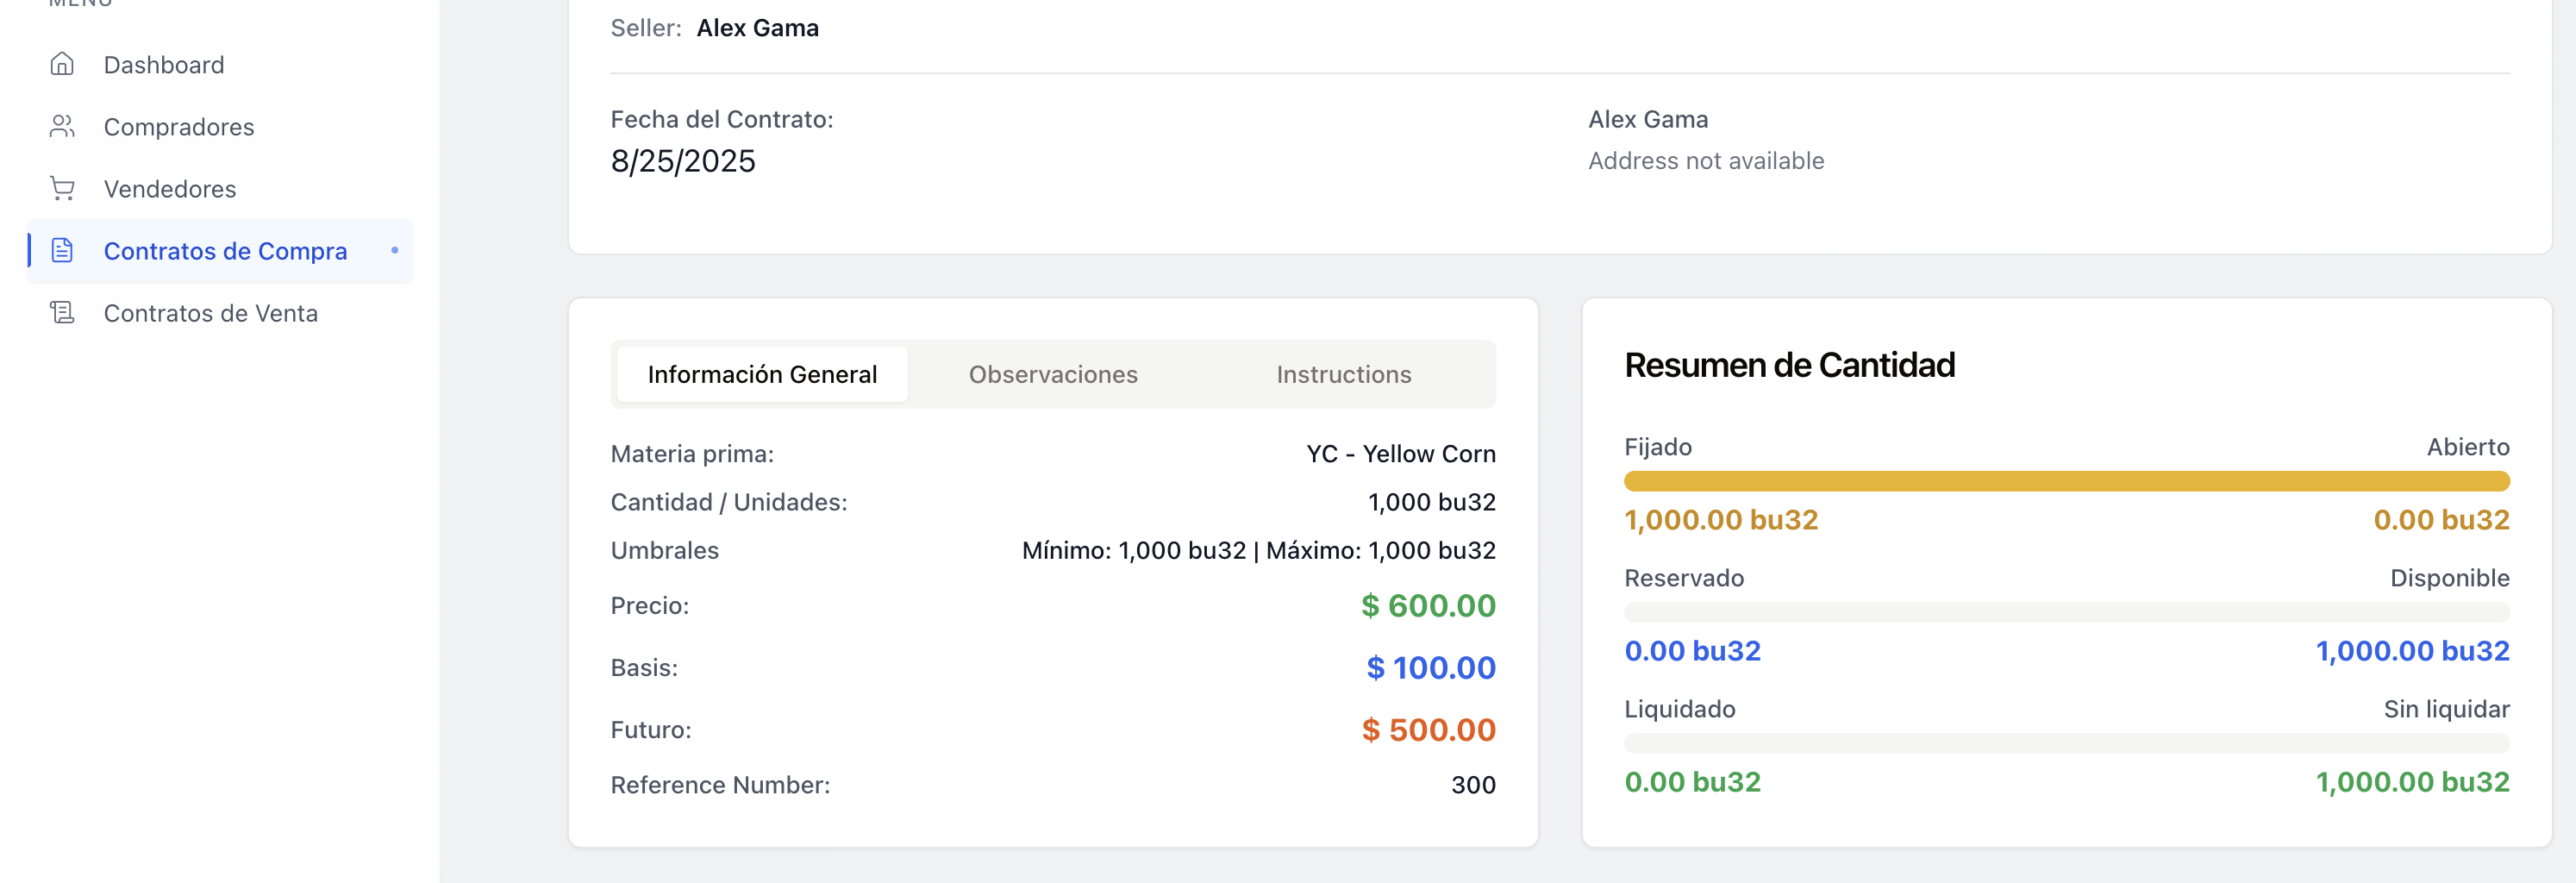 MENU
Dashboard
Compradores
Vendedores
Contratos de Compra
Contratos de Venta
Seller: Alex Gama
Fecha del Contrato:
8/25/2025
Alex Gama
Address not available
Información General
Observaciones
Instructions
Materia prima: YC - Yellow Corn
Cantidad / Unidades: 1,000 bu32
Umbrales Mínimo: 1,000 bu32 | Máximo: 1,000 bu32
Precio: $ 600.00
Basis: $ 100.00
Futuro: $ 500.00
Reference Number: 300
Resumen de Cantidad
Fijado Abierto
1,000.00 bu32 0.00 bu32
Reservado Disponible
0.00 bu32 1,000.00 bu32
Liquidado Sin liquidar
0.00 bu32 1,000.00 bu32